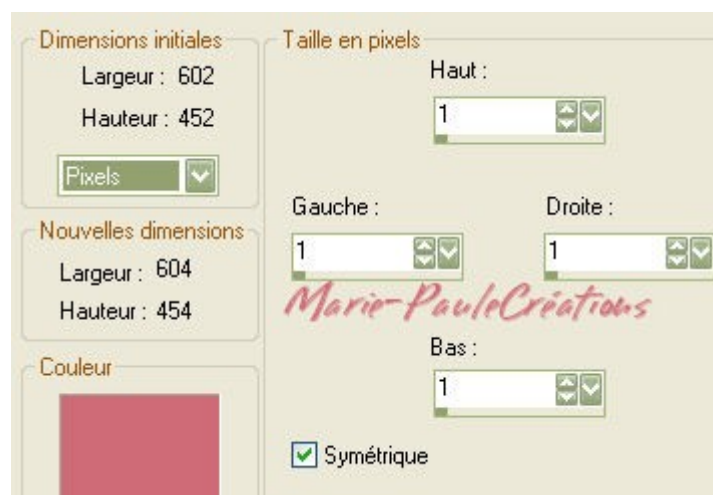 Dimensions initiales
Largeur : 602
Hauteur : 452
Pixels
Nouvelles dimensions
Largeur : 604
Hauteur : 454
Couleur
Taille en pixels
Haut :
1
Gauche :
Droite :
1
1
Marie-PauleCréations
Bas :
1
Symétrique